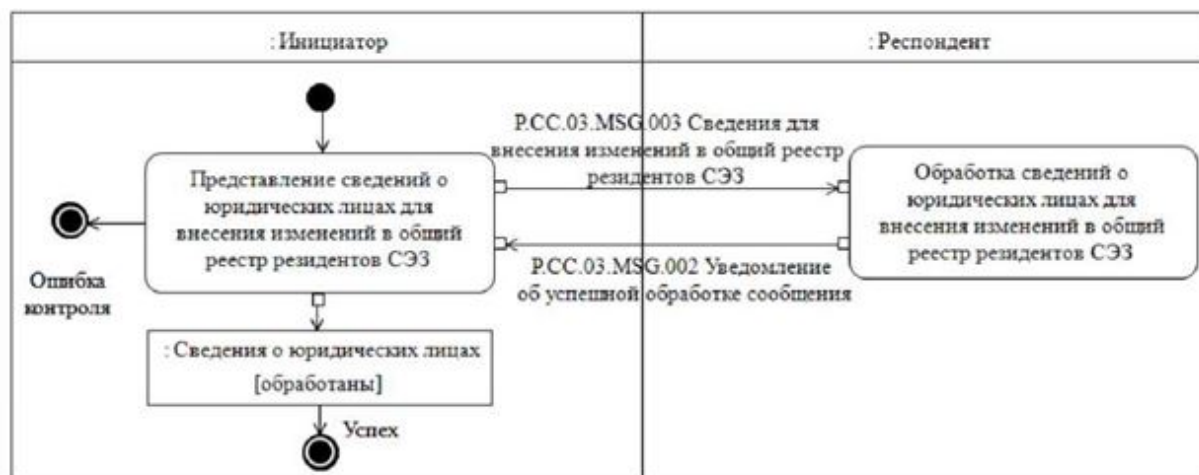 : Инициатор
: Респондент
P.CC.03.MSG.003 Сведения для
внесения изменений в общий реестр
резидентов СЭЗ
Представление сведений о
юридических лицах для
внесения изменений в общий
реестр резидентов СЭЗ
Обработка сведений о
юридических лицах для
внесения изменений в общий
реестр резидентов СЭЗ
P.CC.03.MSG.002 Уведомление
об успешной обработке сообщения
Ошибка
контроля
: Сведения о юридических лицах
[обработаны]
Успех